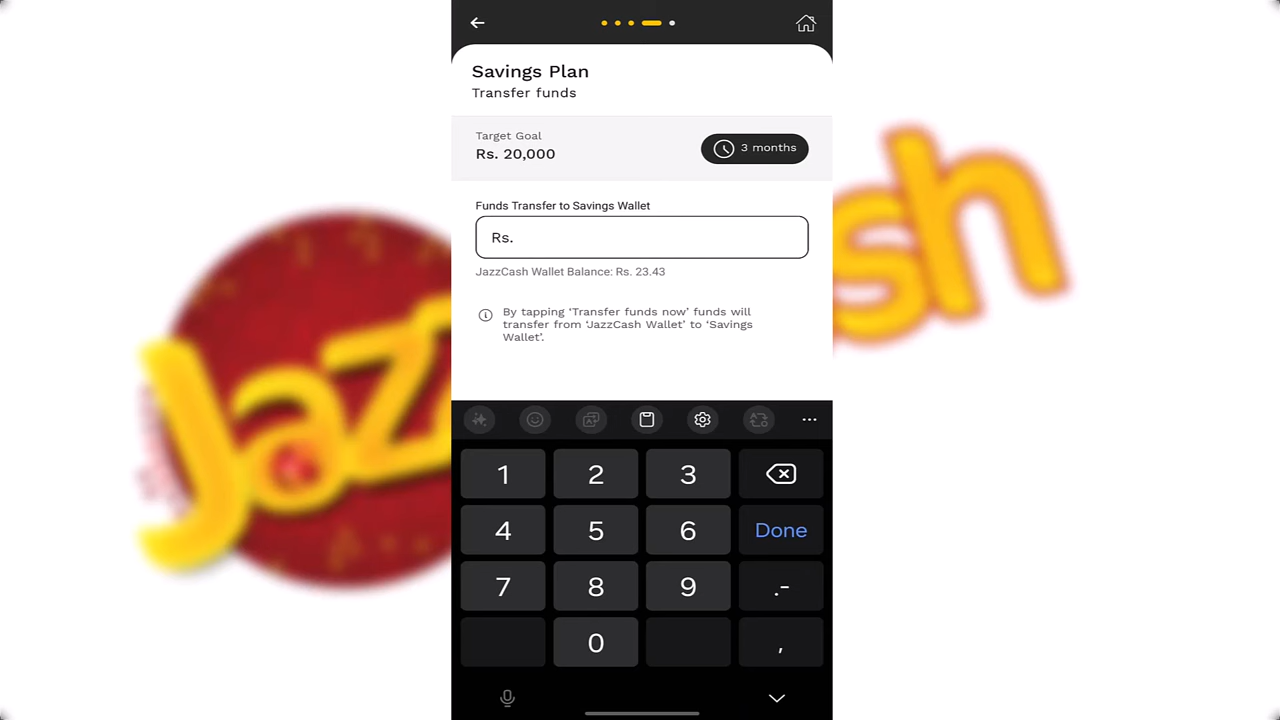 Savings Plan
Transfer funds
Target Goal
Rs. 20,000
3 months
Funds Transfer to Savings Wallet
Rs.
JazzCash Wallet Balance: Rs. 23.43
By tapping ‘Transfer funds now’ funds will
transfer from ‘JazzCash Wallet’ to ‘Savings
Wallet’.
1 2 3
4 5 6 Done
7 8 9 .-
0 ,
Jazz
sh